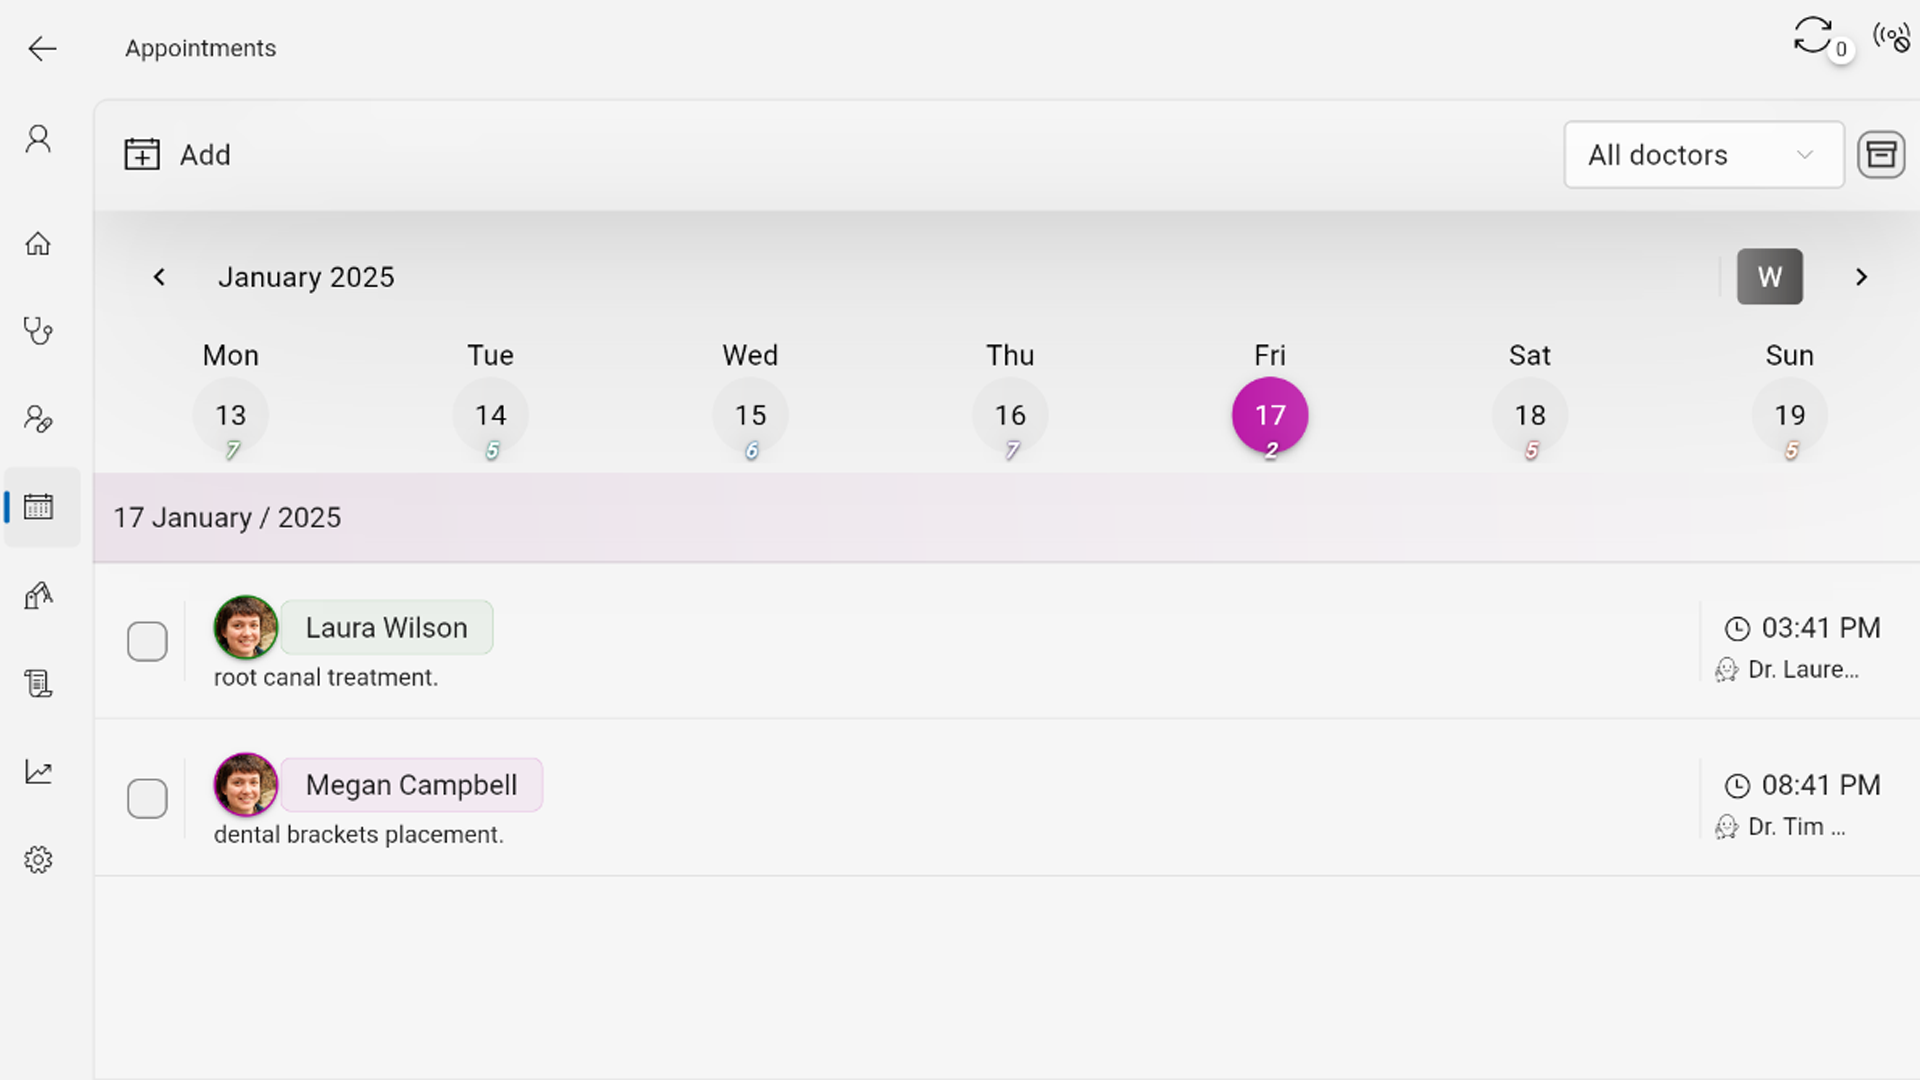 Appointments
0
Add
All doctors
January 2025
W
Mon Tue Wed Thu Fri Sat Sun
13 14 15 16 17 18 19
7 5 6 7 2 5 5
17 January / 2025
Laura Wilson
03:41 PM
root canal treatment.
Dr. Laure...
Megan Campbell
08:41 PM
dental brackets placement.
Dr. Tim ...